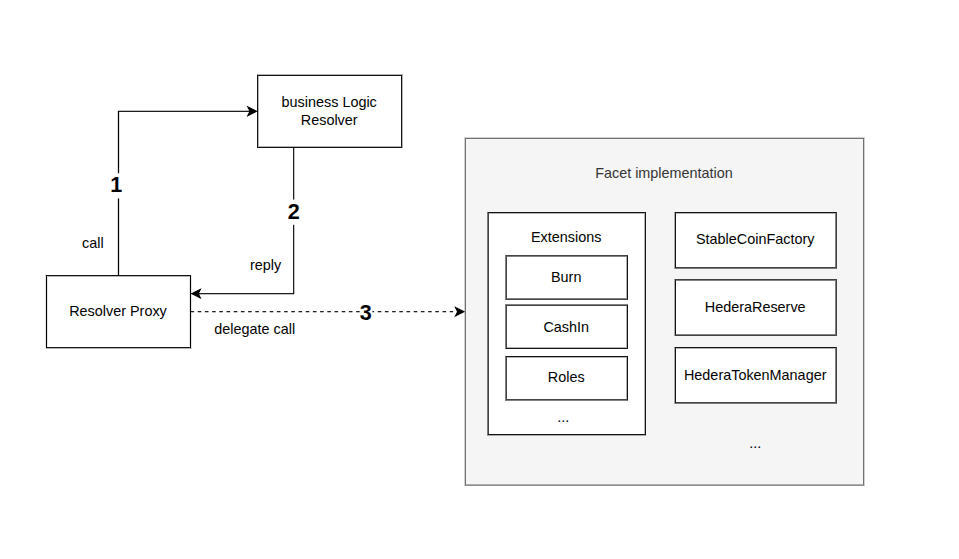 business Logic
Resolver
1
2
call
reply
Resolver Proxy
3
delegate call
Facet implementation
Extensions
Burn
CashIn
Roles
...
StableCoinFactory
HederaReserve
HederaTokenManager
...